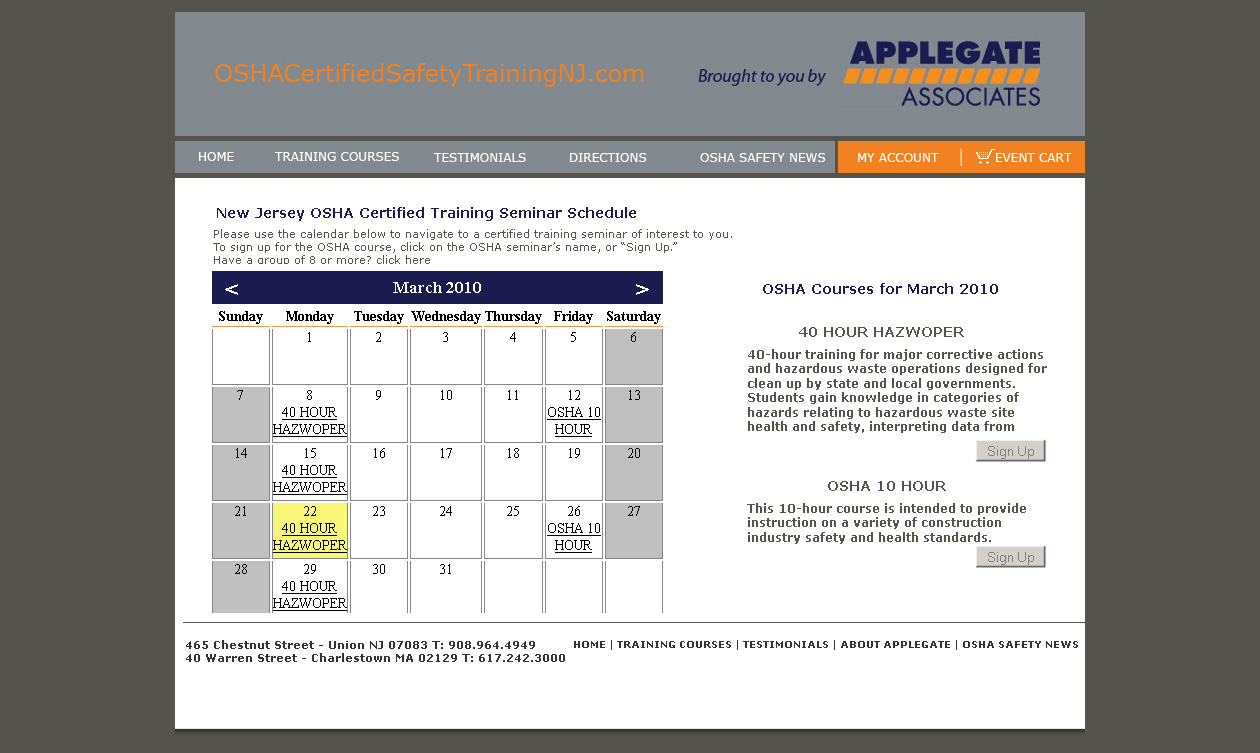 OSHACertifiedSafetyTrainingNJ.com
Brought to you by
APPLEGATE
ASSOCIATES
HOME TRAINING COURSES TESTIMONIALS DIRECTIONS OSHA SAFETY NEWS MY ACCOUNT | EVENT CART
New Jersey OSHA Certified Training Seminar Schedule
Please use the calendar below to navigate to a certified training seminar of interest to you.
To sign up for the OSHA course, click on the OSHA seminar's name, or “Sign Up.”
Have a group of 8 or more? click here
< March 2010 >
Sunday Monday Tuesday Wednesday Thursday Friday Saturday
1 2 3 4 5 6
7 8 9 10 11 12 13
40 HOUR OSHA 10
HAZWOPER HOUR
14 15 16 17 18 19 20
40 HOUR
HAZWOPER
21 22 23 24 25 26 27
40 HOUR OSHA 10
HAZWOPER HOUR
28 29 30 31
40 HOUR
HAZWOPER
OSHA Courses for March 2010
40 HOUR HAZWOPER
40-hour training for major corrective actions
and hazardous waste operations designed for
clean up by state and local governments.
Students gain knowledge in categories of
hazards relating to hazardous waste site
health and safety, interpreting data from
Sign Up
OSHA 10 HOUR
This 10-hour course is intended to provide
instruction on a variety of construction
industry safety and health standards.
Sign Up
465 Chestnut Street - Union NJ 07083 T: 908.964.4949
40 Warren Street - Charlestown MA 02129 T: 617.242.3000
HOME | TRAINING COURSES | TESTIMONIALS | ABOUT APPLEGATE | OSHA SAFETY NEWS